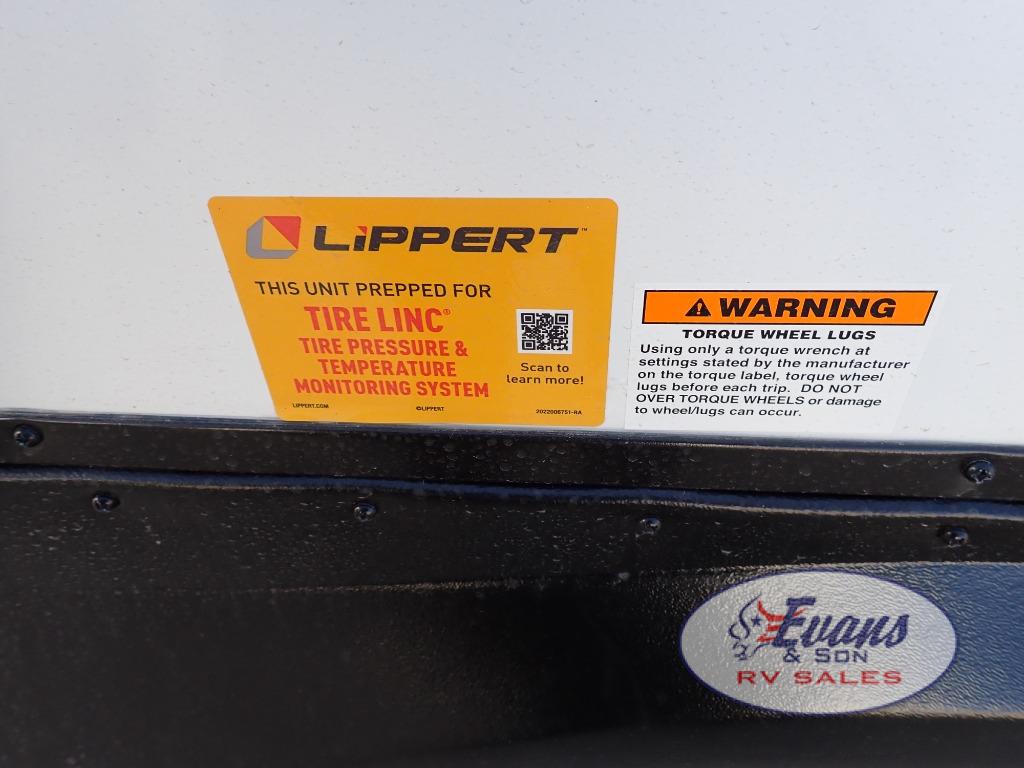 LIPPERT™
THIS UNIT PREPPED FOR
TIRE LINC®
TIRE PRESSURE &
TEMPERATURE
MONITORING SYSTEM
Scan to
learn more!
LIPPERT.COM ©LIPPERT 2022006751-RA
⚠ WARNING
TORQUE WHEEL LUGS
Using only a torque wrench at
settings stated by the manufacturer
on the torque label, torque wheel
lugs before each trip. DO NOT
OVER TORQUE WHEELS or damage
to wheel/lugs can occur.
Evans
& SON
RV SALES